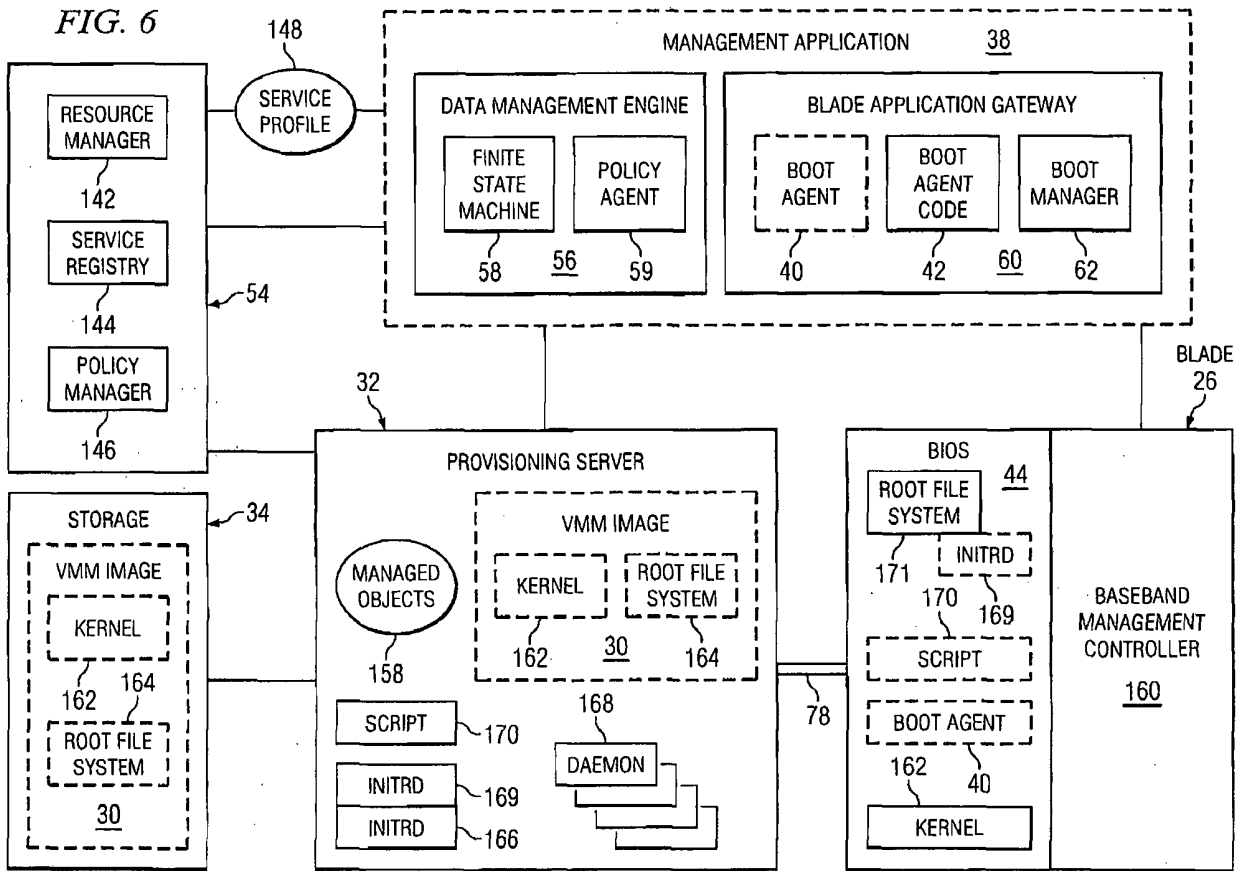 FIG. 6
148
SERVICE
PROFILE
RESOURCE
MANAGER
142
SERVICE
REGISTRY
144
POLICY
MANAGER
146
54
MANAGEMENT APPLICATION 38
DATA MANAGEMENT ENGINE
FINITE
STATE
MACHINE
58
56
POLICY
AGENT
59
BLADE APPLICATION GATEWAY
BOOT
AGENT
40
BOOT
AGENT
CODE
42
60
BOOT
MANAGER
62
STORAGE
34
VMM IMAGE
KERNEL
162
164
ROOT FILE
SYSTEM
30
32
PROVISIONING SERVER
MANAGED
OBJECTS
158
VMM IMAGE
KERNEL
162
30
ROOT FILE
SYSTEM
164
SCRIPT
170
INITRD
169
INITRD
166
168
DAEMON
78
BLADE
26
BIOS
44
ROOT FILE
SYSTEM
171
INITRD
169
170
SCRIPT
BOOT AGENT
40
162
KERNEL
BASEBAND
MANAGEMENT
CONTROLLER
160